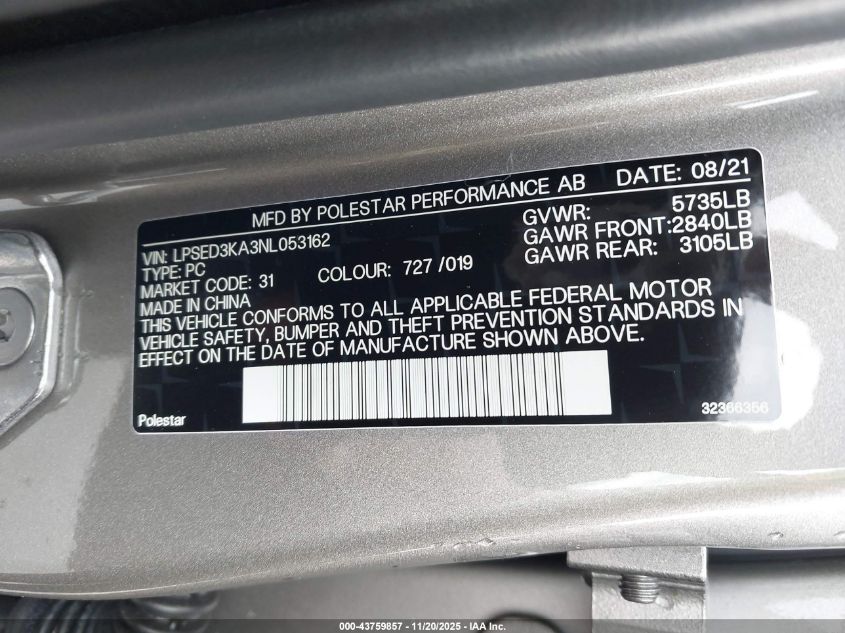 MFD BY POLESTAR PERFORMANCE AB DATE: 08/21
VIN: LPSED3KA3NL053162 GVWR: 5735LB
TYPE: PC GAWR FRONT:2840LB
MARKET CODE: 31 COLOUR: 727 /019 GAWR REAR: 3105LB
MADE IN CHINA
THIS VEHICLE CONFORMS TO ALL APPLICABLE FEDERAL MOTOR
VEHICLE SAFETY, BUMPER AND THEFT PREVENTION STANDARDS IN
EFFECT ON THE DATE OF MANUFACTURE SHOWN ABOVE.
Polestar 32366356
000-43759857 - 11/20/2025 - IAA Inc.